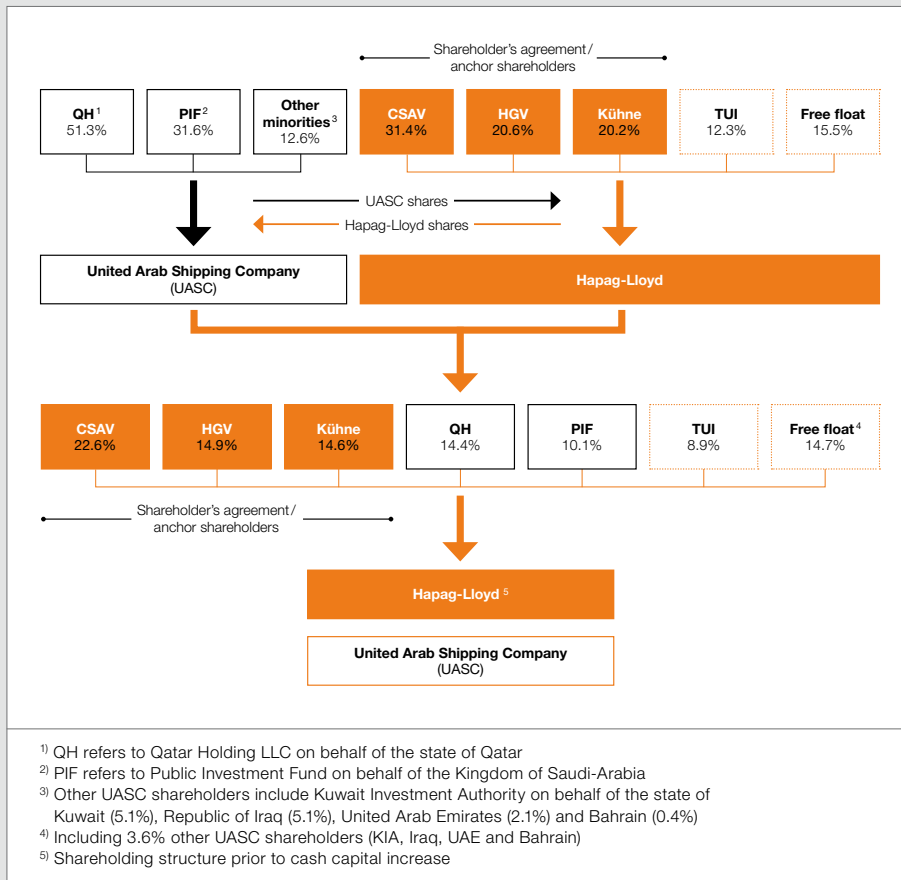 Shareholder's agreement/
anchor shareholders
QH¹
51.3%
PIF²
31.6%
Other
minorities³
12.6%
CSAV
31.4%
HGV
20.6%
Kühne
20.2%
TUI
12.3%
Free float
15.5%
UASC shares
Hapag-Lloyd shares
United Arab Shipping Company
(UASC)
Hapag-Lloyd
CSAV
22.6%
HGV
14.9%
Kühne
14.6%
QH
14.4%
PIF
10.1%
TUI
8.9%
Free float⁴
14.7%
Shareholder's agreement/
anchor shareholders
Hapag-Lloyd ⁵
United Arab Shipping Company
(UASC)
¹⁾ QH refers to Qatar Holding LLC on behalf of the state of Qatar
²⁾ PIF refers to Public Investment Fund on behalf of the Kingdom of Saudi-Arabia
³⁾ Other UASC shareholders include Kuwait Investment Authority on behalf of the state of
Kuwait (5.1%), Republic of Iraq (5.1%), United Arab Emirates (2.1%) and Bahrain (0.4%)
⁴⁾ Including 3.6% other UASC shareholders (KIA, Iraq, UAE and Bahrain)
⁵⁾ Shareholding structure prior to cash capital increase